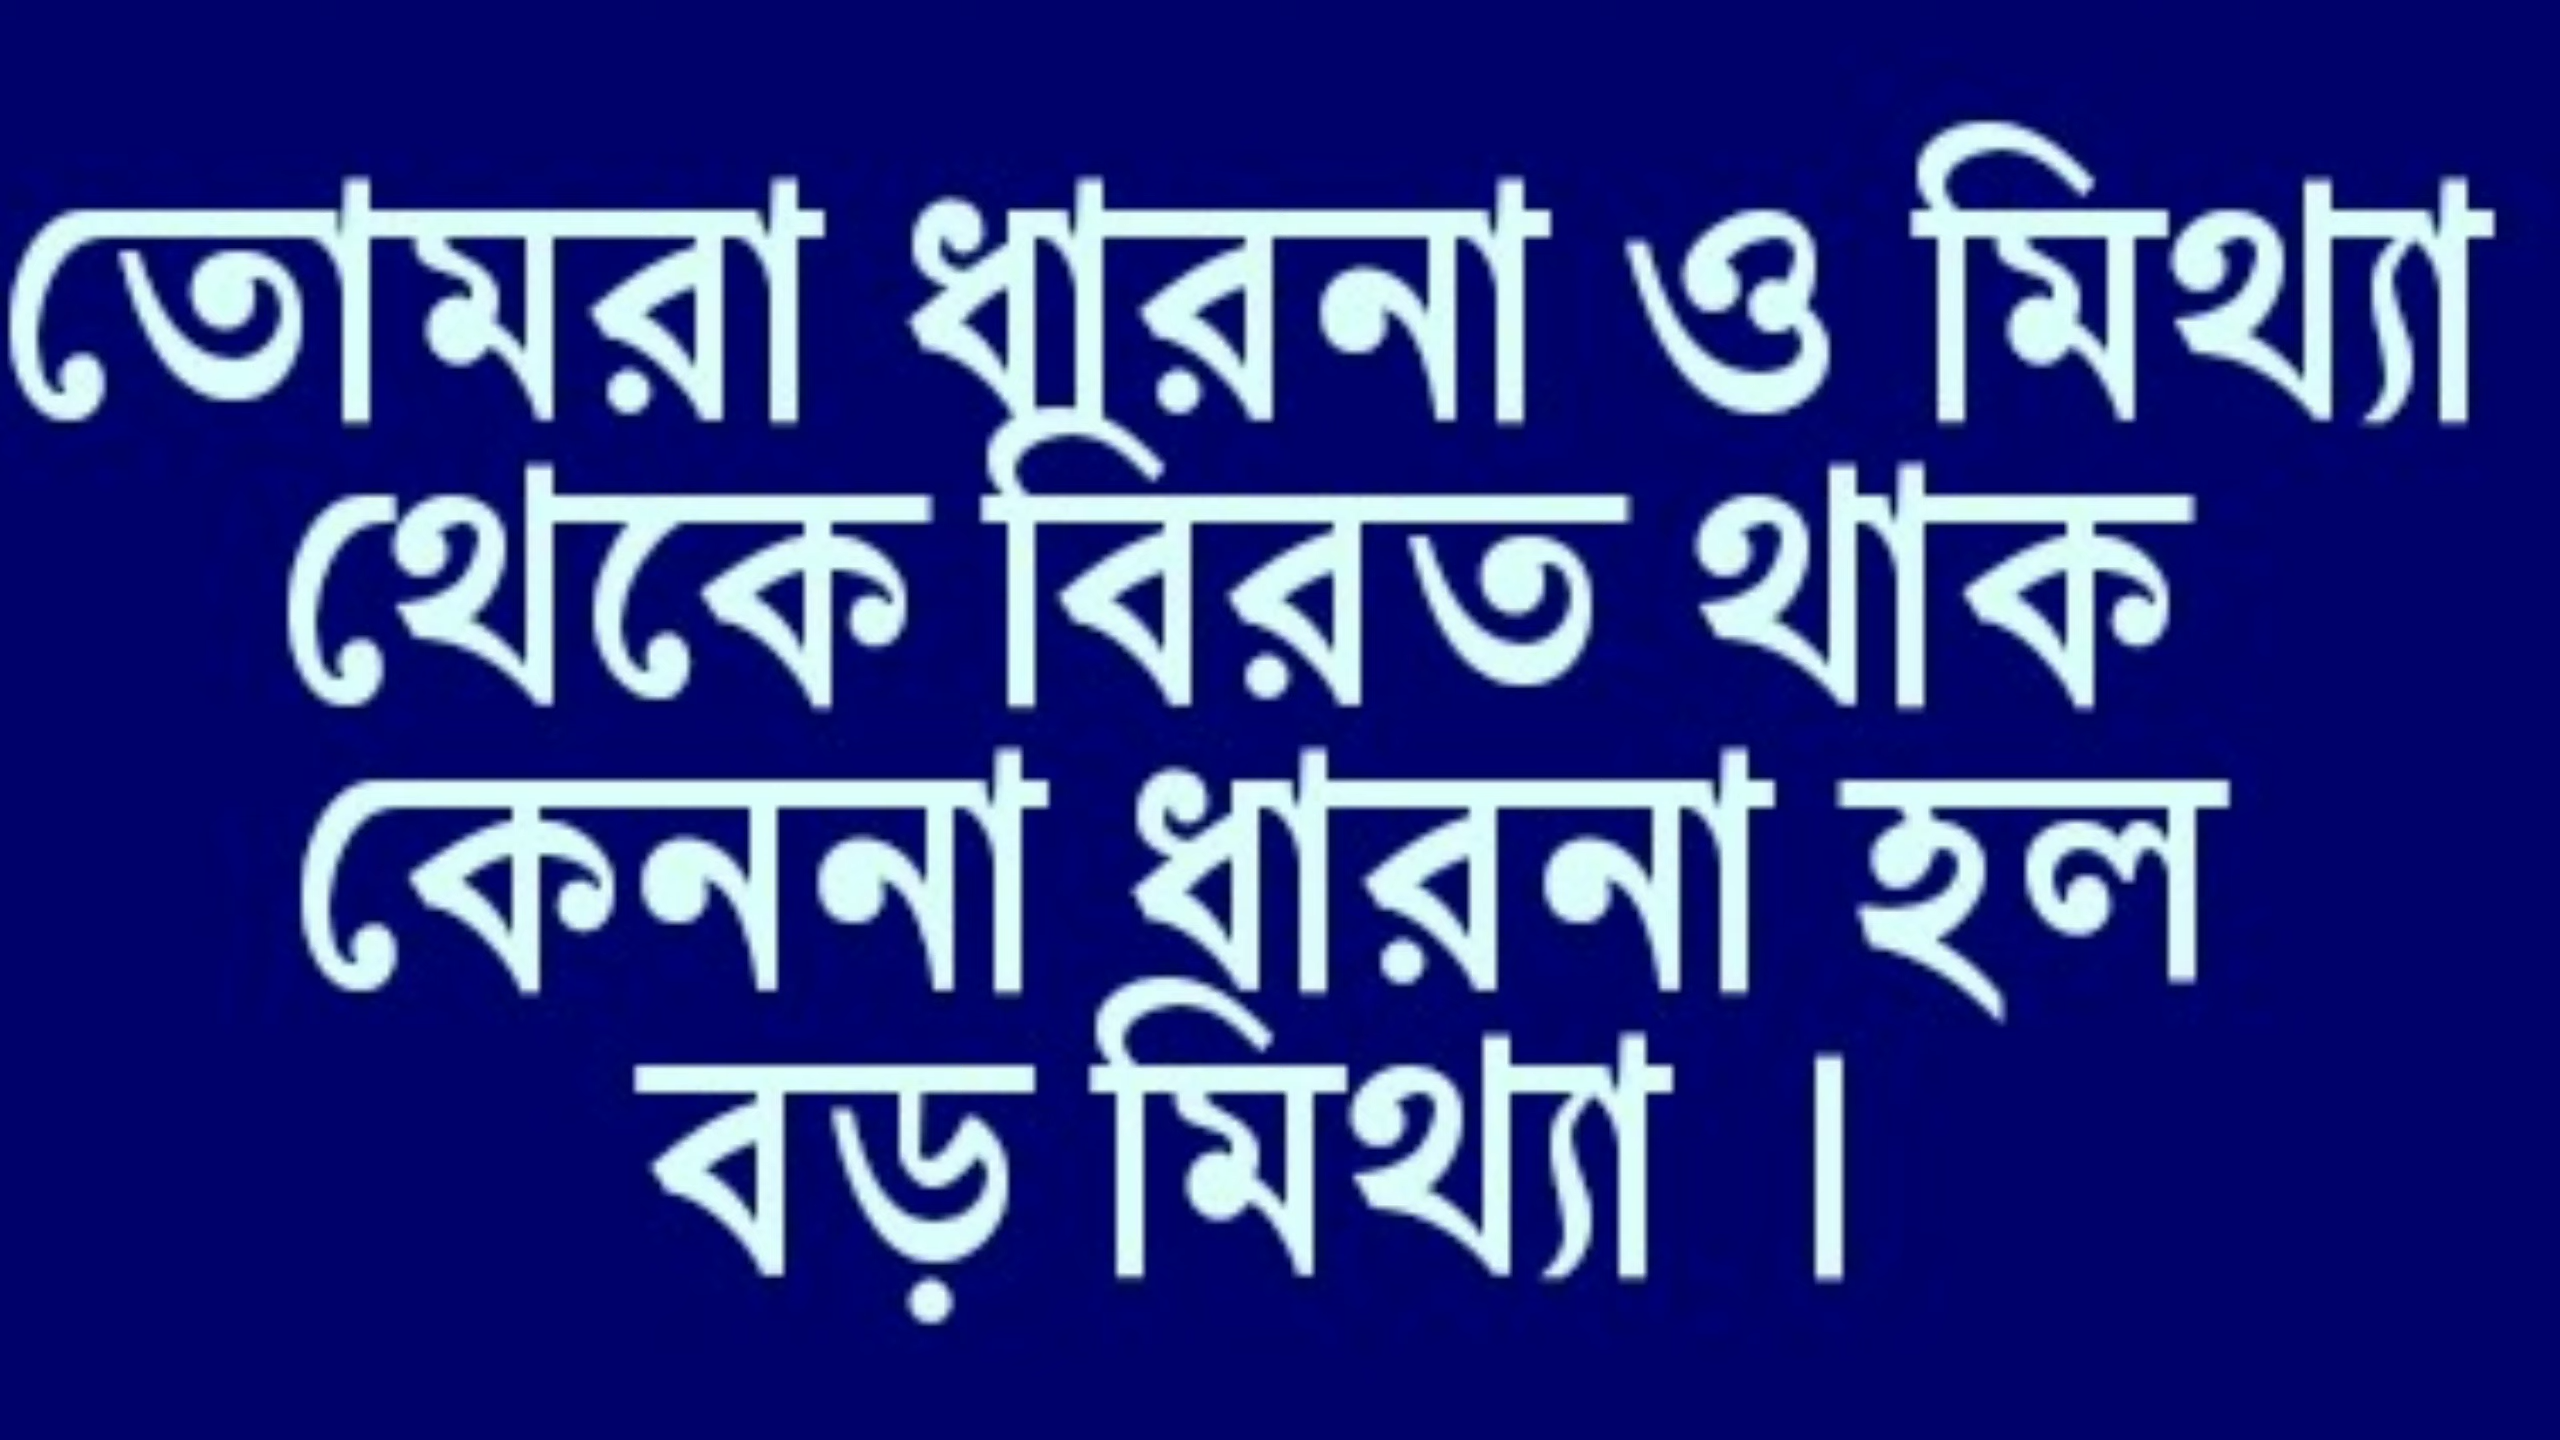 তোমরা ধারনা ও মিথ্যা
থেকে বিরত থাক
কেননা ধারনা হল
বড় মিথ্যা ।